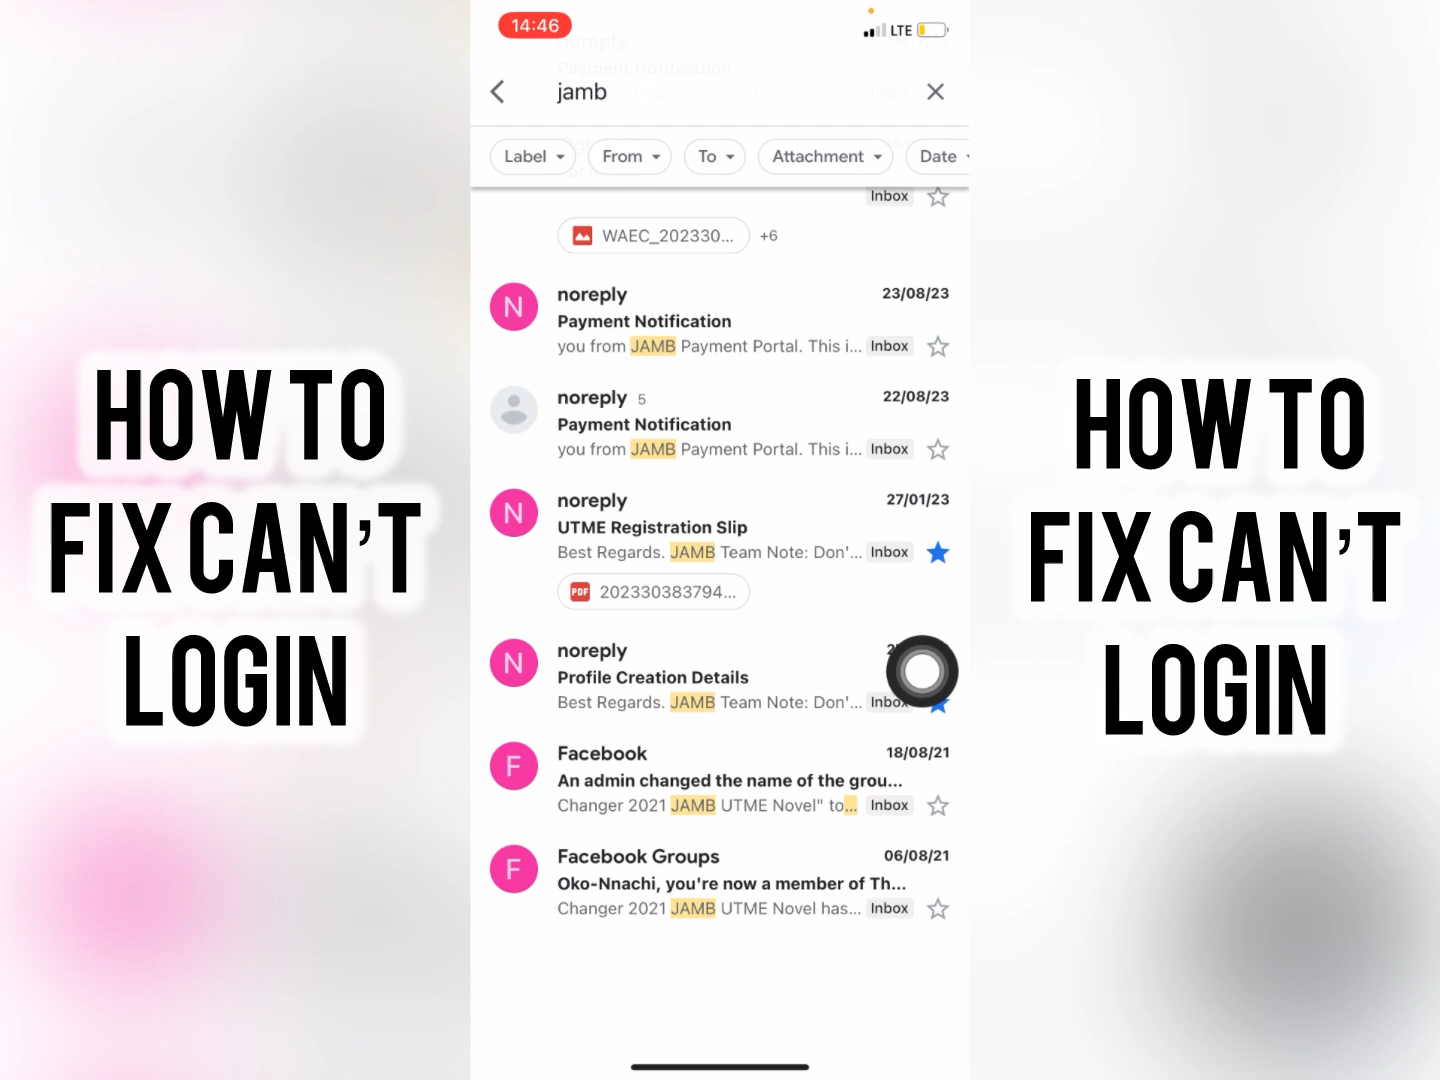 HOW TO
FIX CAN'T
LOGIN
14:46
LTE
noreply
Payment Notification
jamb
Label
From
To
Attachment
Date
Inbox
WAEC_202330...
+6
noreply
23/08/23
Payment Notification
you from JAMB Payment Portal. This i...
Inbox
noreply 5
22/08/23
Payment Notification
you from JAMB Payment Portal. This i...
Inbox
noreply
27/01/23
UTME Registration Slip
Best Regards. JAMB Team Note: Don'...
Inbox
PDF
202330383794...
noreply
Profile Creation Details
Best Regards. JAMB Team Note: Don'...
Inbox
Facebook
18/08/21
An admin changed the name of the grou...
Changer 2021 JAMB UTME Novel" to...
Inbox
Facebook Groups
06/08/21
Oko-Nnachi, you're now a member of Th...
Changer 2021 JAMB UTME Novel has...
Inbox
N
N
N
F
F
HOW TO
FIX CAN'T
LOGIN